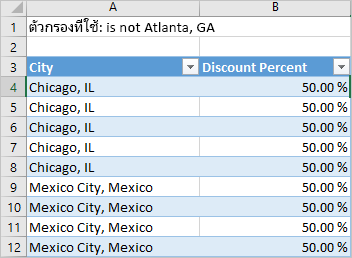 A B
1 ตัวกรองที่ใช้: is not Atlanta, GA
2
3 City Discount Percent
4 Chicago, IL 50.00 %
5 Chicago, IL 50.00 %
6 Chicago, IL 50.00 %
7 Chicago, IL 50.00 %
8 Chicago, IL 50.00 %
9 Mexico City, Mexico 50.00 %
10 Mexico City, Mexico 50.00 %
11 Mexico City, Mexico 50.00 %
12 Mexico City, Mexico 50.00 %